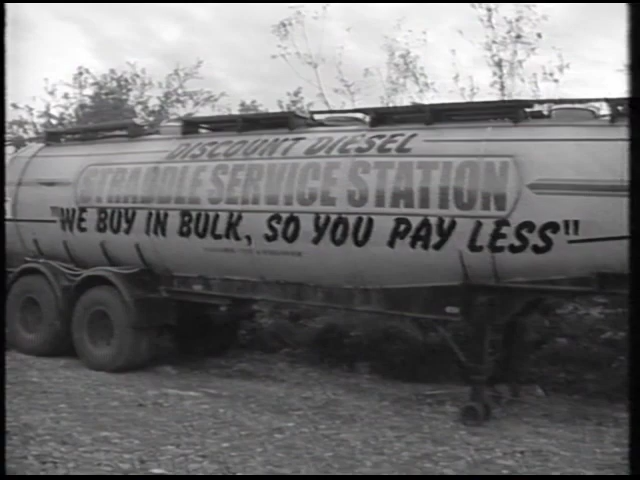 DISCOUNT DIESEL
STRADDLE SERVICE STATION
"WE BUY IN BULK, SO YOU PAY LESS"